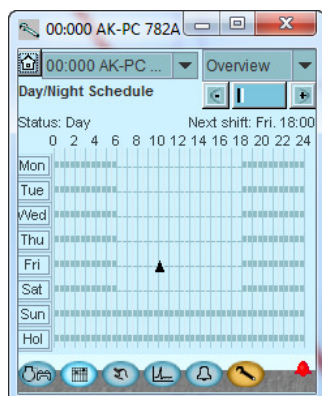 00:000 AK-PC 782A
00:000 AK-PC ... Overview
Day/Night Schedule
Status: Day Next shift: Fri. 18:00
0 2 4 6 8 10 12 14 16 18 20 22 24
Mon
Tue
Wed
Thu
Fri
Sat
Sun
Hol